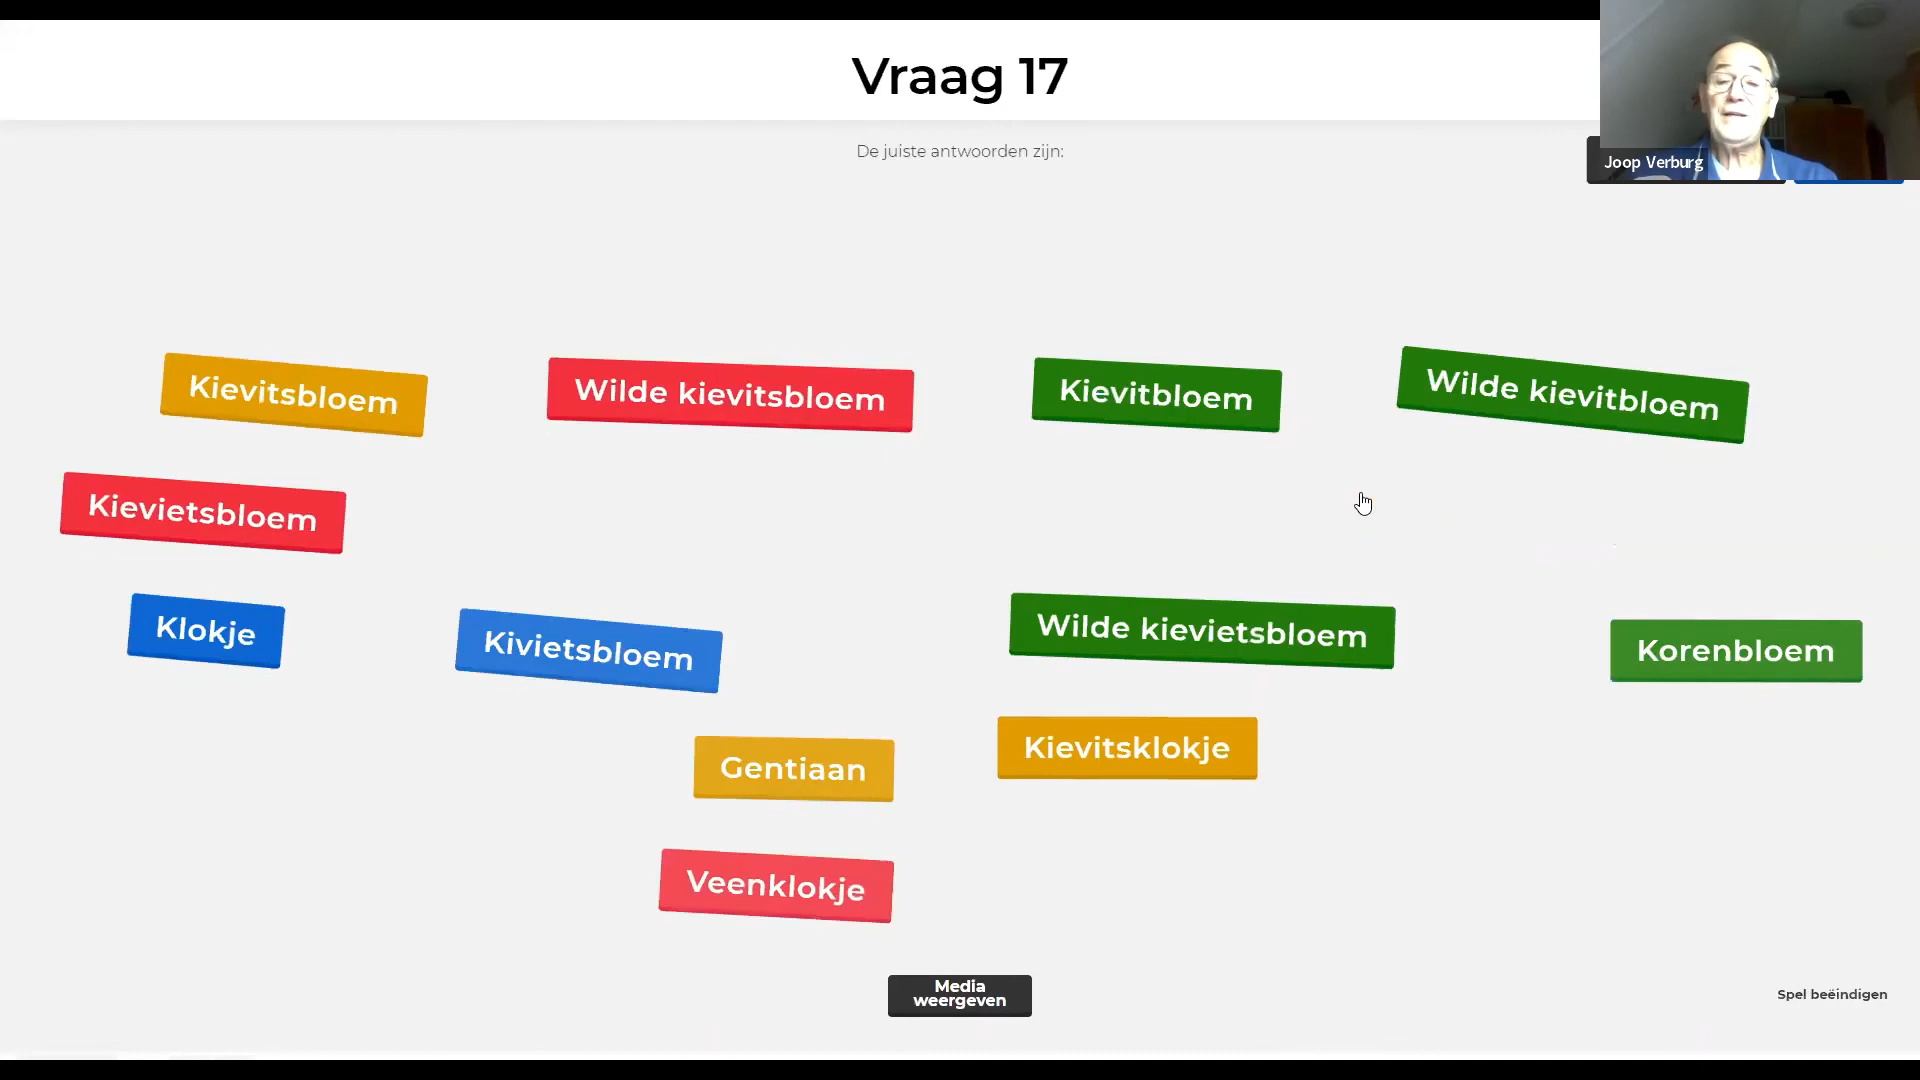 Vraag 17
De juiste antwoorden zijn:
Joop Verburg
Kievitsbloem
Wilde kievitsbloem
Kievitbloem
Wilde kievitbloem
Kievietsbloem
Klokje
Kivietsbloem
Wilde kievietsbloem
Korenbloem
Gentiaan
Kievitsklokje
Veenklokje
Media
weergeven
Spel beëindigen